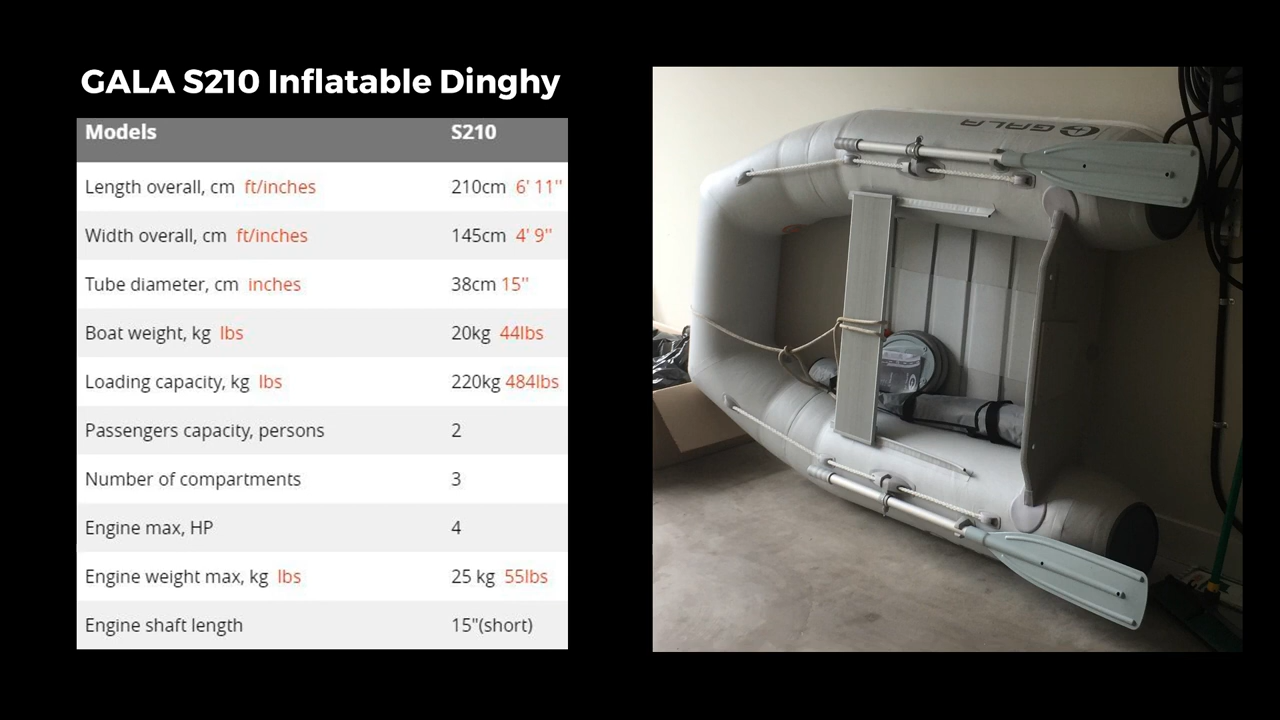 GALA S210 Inflatable Dinghy
Models S210
Length overall, cm ft/inches 210cm 6' 11''
Width overall, cm ft/inches 145cm 4' 9''
Tube diameter, cm inches 38cm 15''
Boat weight, kg lbs 20kg 44lbs
Loading capacity, kg lbs 220kg 484lbs
Passengers capacity, persons 2
Number of compartments 3
Engine max, HP 4
Engine weight max, kg lbs 25 kg 55lbs
Engine shaft length 15"(short)
GALA